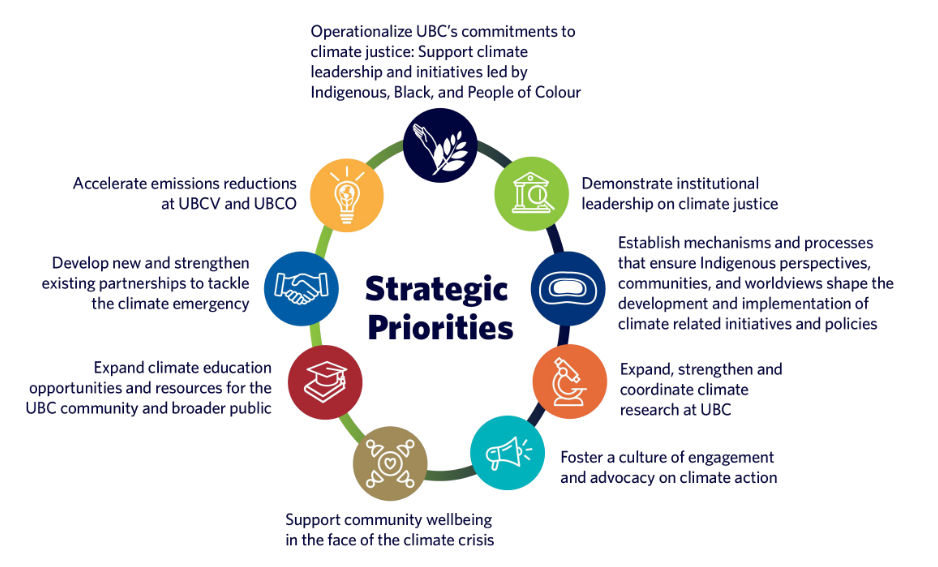 Operationalize UBC's commitments to
climate justice: Support climate
leadership and initiatives led by
Indigenous, Black, and People of Colour
Demonstrate institutional
leadership on climate justice
Establish mechanisms and processes
that ensure Indigenous perspectives,
communities, and worldviews shape the
development and implementation of
climate related initiatives and policies
Expand, strengthen and
coordinate climate
research at UBC
Foster a culture of engagement
and advocacy on climate action
Support community wellbeing
in the face of the climate crisis
Expand climate education
opportunities and resources for the
UBC community and broader public
Develop new and strengthen
existing partnerships to tackle
the climate emergency
Accelerate emissions reductions
at UBCV and UBCO
Strategic
Priorities